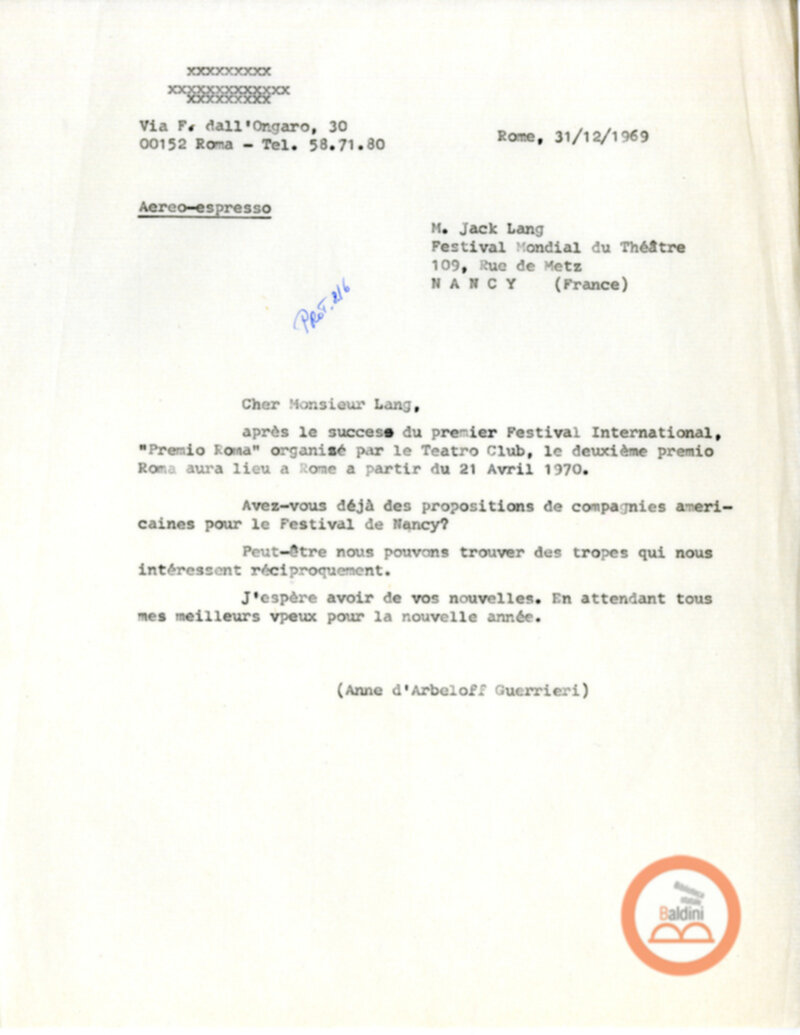 xxxxxxxxx
xxxxxxxxxxxxx
xxxxxxxxx
Via F. dall'Ongaro, 30
00152 Roma - Tel. 58.71.80
Rome, 31/12/1969
Aereo-espresso
M. Jack Lang
Festival Mondial du Théâtre
109, Rue de Metz
N A N C Y (France)
PROT. 216
Cher Monsieur Lang,
après le success du premier Festival International,
"Premio Roma" organisé par le Teatro Club, le deuxième premio
Roma aura lieu a Rome a partir du 21 Avril 1970.
Avez-vous déjà des propositions de compagnies ameri-
caines pour le Festival de Nancy?
Peut-être nous pouvons trouver des tropes qui nous
intéressent réciproquement.
J'espère avoir de vos nouvelles. En attendant tous
mes meilleurs vpeux pour la nouvelle année.
(Anne d'Arbeloff Guerrieri)
Biblioteca
statale
Baldini